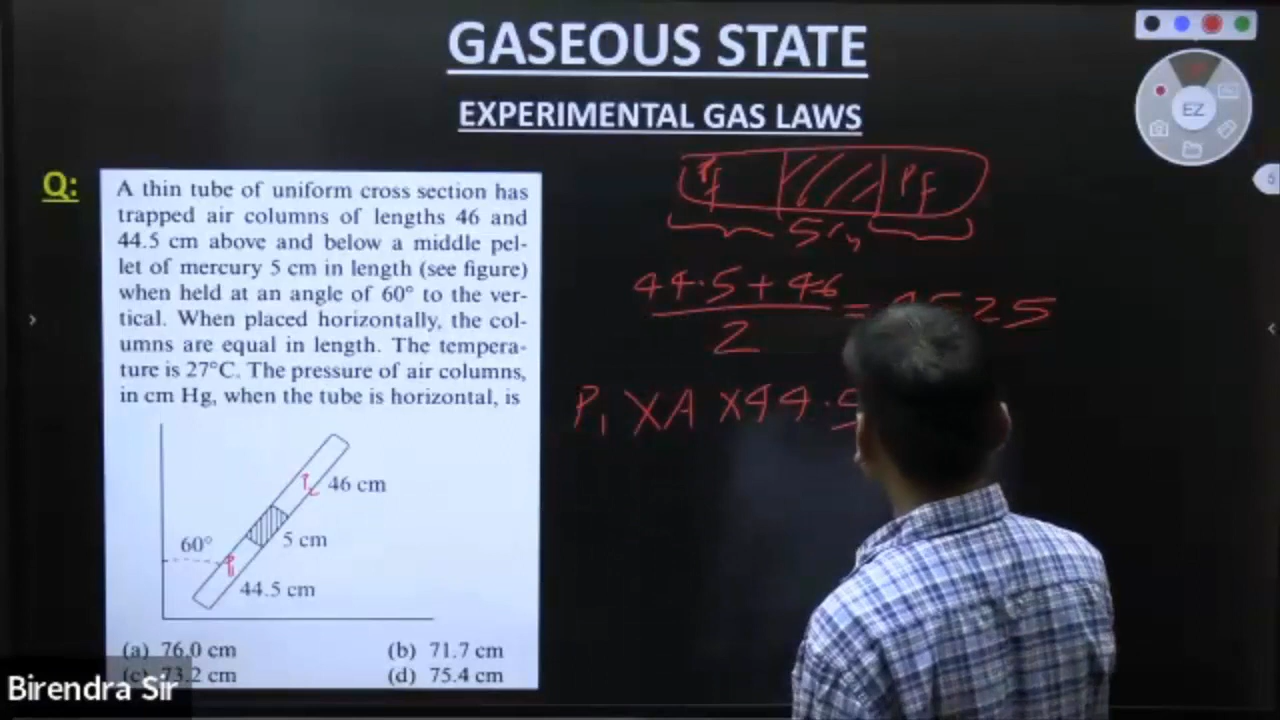 GASEOUS STATE
EXPERIMENTAL GAS LAWS
EZ
Q:
A thin tube of uniform cross section has
trapped air columns of lengths 46 and
44.5 cm above and below a middle pel-
let of mercury 5 cm in length (see figure)
when held at an angle of 60° to the ver-
tical. When placed horizontally, the col-
umns are equal in length. The tempera-
ture is 27°C. The pressure of air columns,
in cm Hg, when the tube is horizontal, is
46 cm
60°
5 cm
P1
44.5 cm
(a) 76.0 cm
(b) 71.7 cm
(c) 73.2 cm
(d) 75.4 cm
Pf
Pf
44.5 + 46
2
=
25
P1 X A X 44.5
Birendra Sir